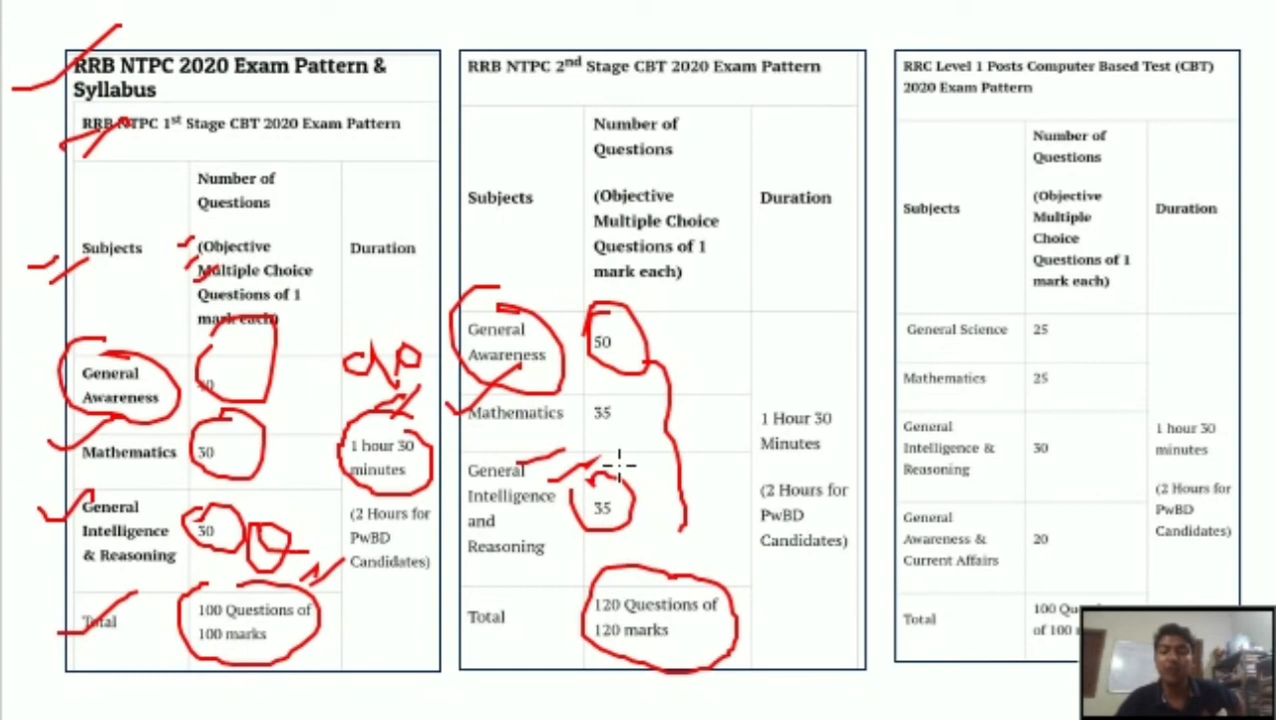 RRB NTPC 2020 Exam Pattern &
Syllabus
RRB NTPC 1st Stage CBT 2020 Exam Pattern
Subjects
Number of
Questions
(Objective
Multiple Choice
Questions of 1
mark each)
Duration
General
Awareness
40
Mathematics
30
General
Intelligence
& Reasoning
30
1 hour 30
minutes
(2 Hours for
PwBD
Candidates)
Total
100 Questions of
100 marks
RRB NTPC 2nd Stage CBT 2020 Exam Pattern
Subjects
Number of
Questions
(Objective
Multiple Choice
Questions of 1
mark each)
Duration
General
Awareness
50
Mathematics
35
General
Intelligence
and
Reasoning
35
1 Hour 30
Minutes
(2 Hours for
PwBD
Candidates)
Total
120 Questions of
120 marks
RRC Level 1 Posts Computer Based Test (CBT)
2020 Exam Pattern
Subjects
Number of
Questions
(Objective
Multiple
Choice
Questions of 1
mark each)
Duration
General Science
25
Mathematics
25
General
Intelligence &
Reasoning
30
General
Awareness &
Current Affairs
20
1 hour 30
minutes
(2 Hours for
PwBD
Candidates)
Total
100
of 100